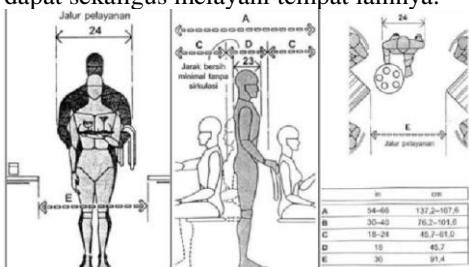 dapat sekaligus melayani tempat lainnya.
Jalur pelayanan
24
E
A
C D C
Jarak bersih
minimal tanpa
sirkulasi
23
24
E
Jalur pelayanan
in cm
A 54–66 137,2–167,6
B 30–40 76,2–101,6
C 18–24 45,7–61,0
D 18 45,7
E 36 91,4